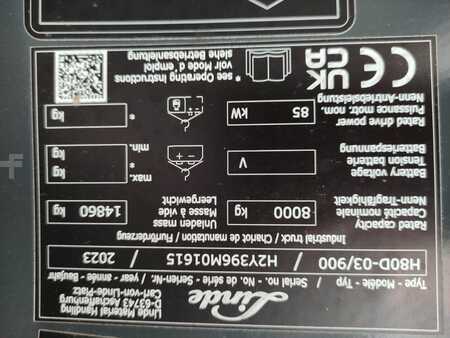 Linde Material Handling
D-63743 Aschaffenburg
Carl-von-Linde-Platz
Linde
Type - Modèle - Typ / Serial no. - No. de série - Serien-Nr. / year - année - Baujahr
H80D-03/900 / H2Y396M01615 / 2023
Industrial truck / Chariot de manutention / Flurförderzeug
Rated capacity
Capacité nominale
Nenn-Tragfähigkeit
8000 kg
Unladen mass
Masse à vide
Leergewicht
14860 kg
Battery voltage
Tension batterie
Batteriespannung
V
max.
min.
*
kg
Rated drive power
Puissance motr. nom.
Nenn-Antriebsleistung
85 kW
*
kg
CE
UK
CA
* see Operating instructions
voir Mode d´emploi
siehe Betriebsanleitung